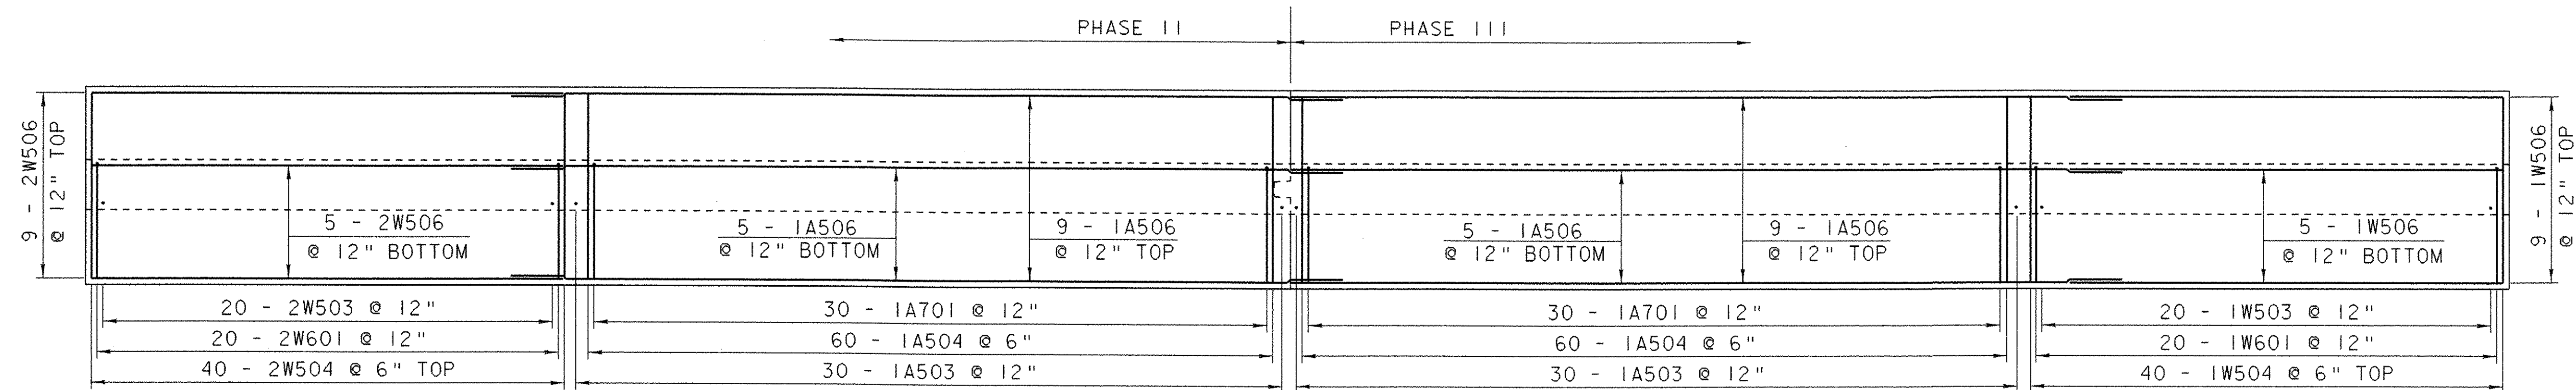 PHASE II
PHASE III
9 - 2W506
@ 12" TOP
5 - 2W506
@ 12" BOTTOM
5 - 1A506
@ 12" BOTTOM
9 - 1A506
@ 12" TOP
5 - 1A506
@ 12" BOTTOM
9 - 1A506
@ 12" TOP
5 - 1W506
@ 12" BOTTOM
9 - 1W506
@ 12" TOP
20 - 2W503 @ 12"
20 - 2W601 @ 12"
40 - 2W504 @ 6" TOP
30 - 1A701 @ 12"
60 - 1A504 @ 6"
30 - 1A503 @ 12"
30 - 1A701 @ 12"
60 - 1A504 @ 6"
30 - 1A503 @ 12"
20 - 1W503 @ 12"
20 - 1W601 @ 12"
40 - 1W504 @ 6" TOP